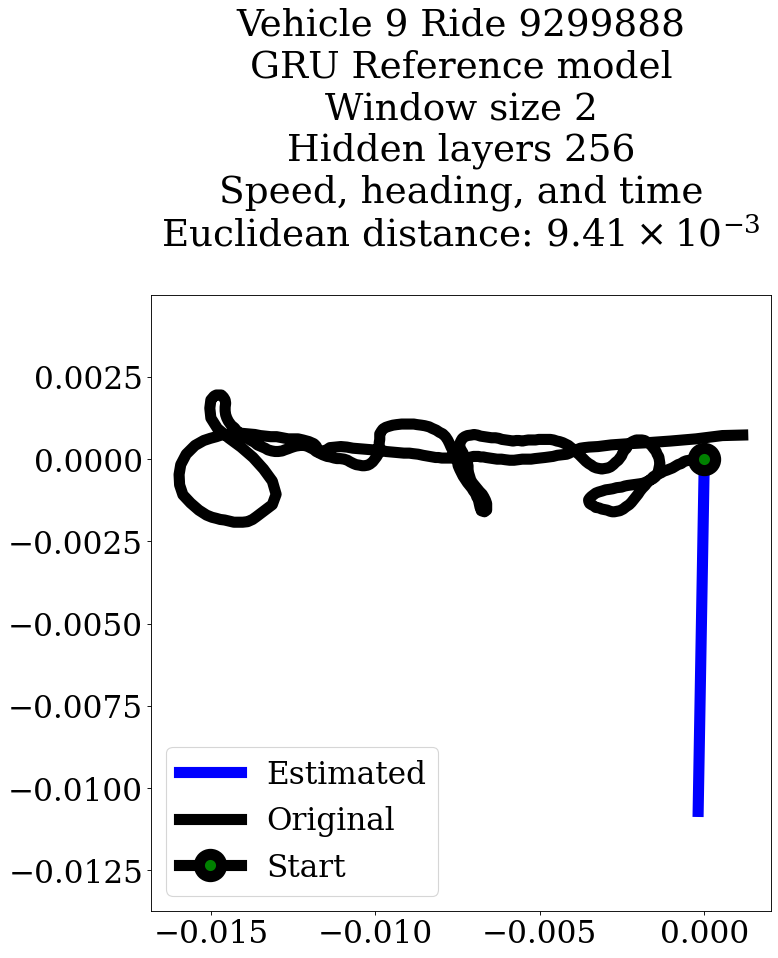 Vehicle 9 Ride 9299888
GRU Reference model
Window size 2
Hidden layers 256
Speed, heading, and time
Euclidean distance: 9.41 × 10⁻³
0.0025
0.0000
−0.0025
−0.0050
−0.0075
−0.0100
−0.0125
Estimated
Original
Start
−0.015 −0.010 −0.005 0.000